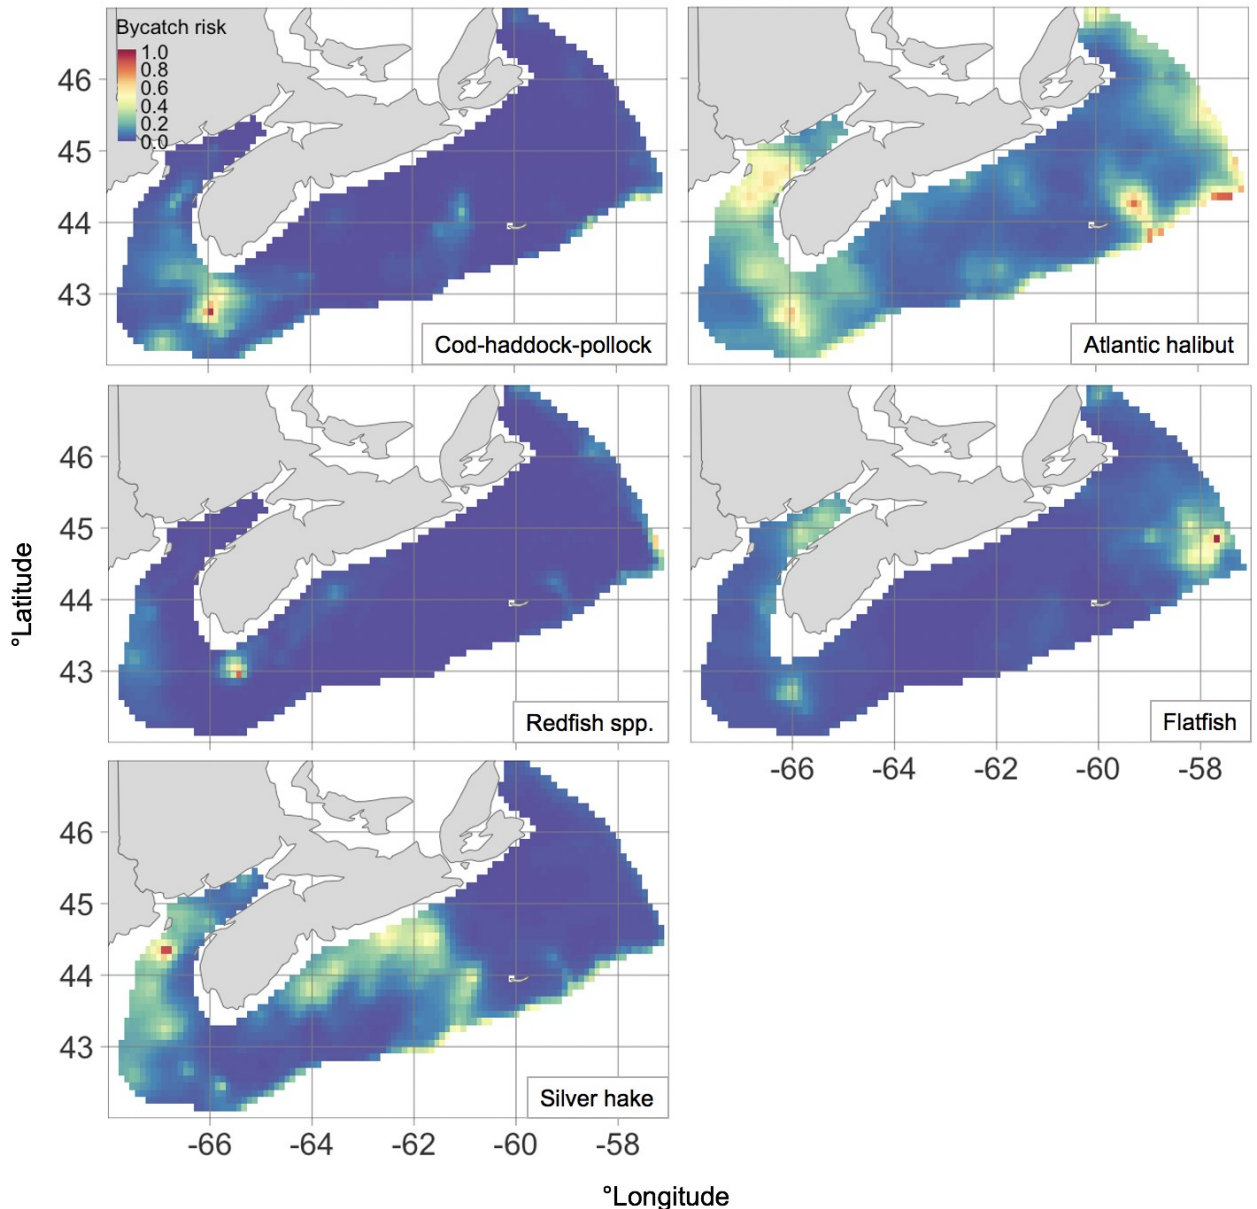 Bycatch risk
1.0
0.8
0.6
0.4
0.2
0.0
46
45
44
43
Cod-haddock-pollock
Atlantic halibut
46
45
44
43
Redfish spp.
Flatfish
-66 -64 -62 -60 -58
46
45
44
43
Silver hake
-66 -64 -62 -60 -58
°Latitude
°Longitude